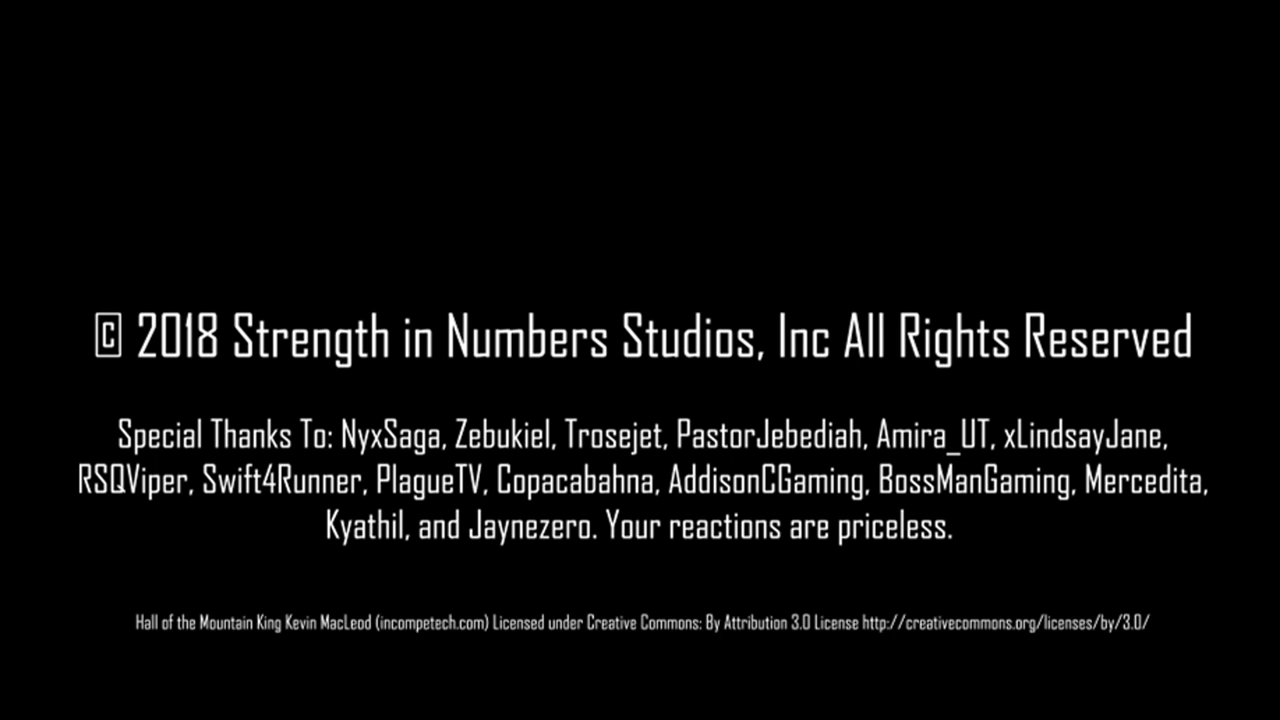 © 2018 Strength in Numbers Studios, Inc All Rights Reserved
Special Thanks To: NyxSaga, Zebukiel, Trosejet, PastorJebediah, Amira_UT, xLindsayJane,
RSQViper, Swift4Runner, PlagueTV, Copacabahna, AddisonCGaming, BossManGaming, Mercedita,
Kyathil, and Jaynezero. Your reactions are priceless.
Hall of the Mountain King Kevin MacLeod (incompetech.com) Licensed under Creative Commons: By Attribution 3.0 License http://creativecommons.org/licenses/by/3.0/